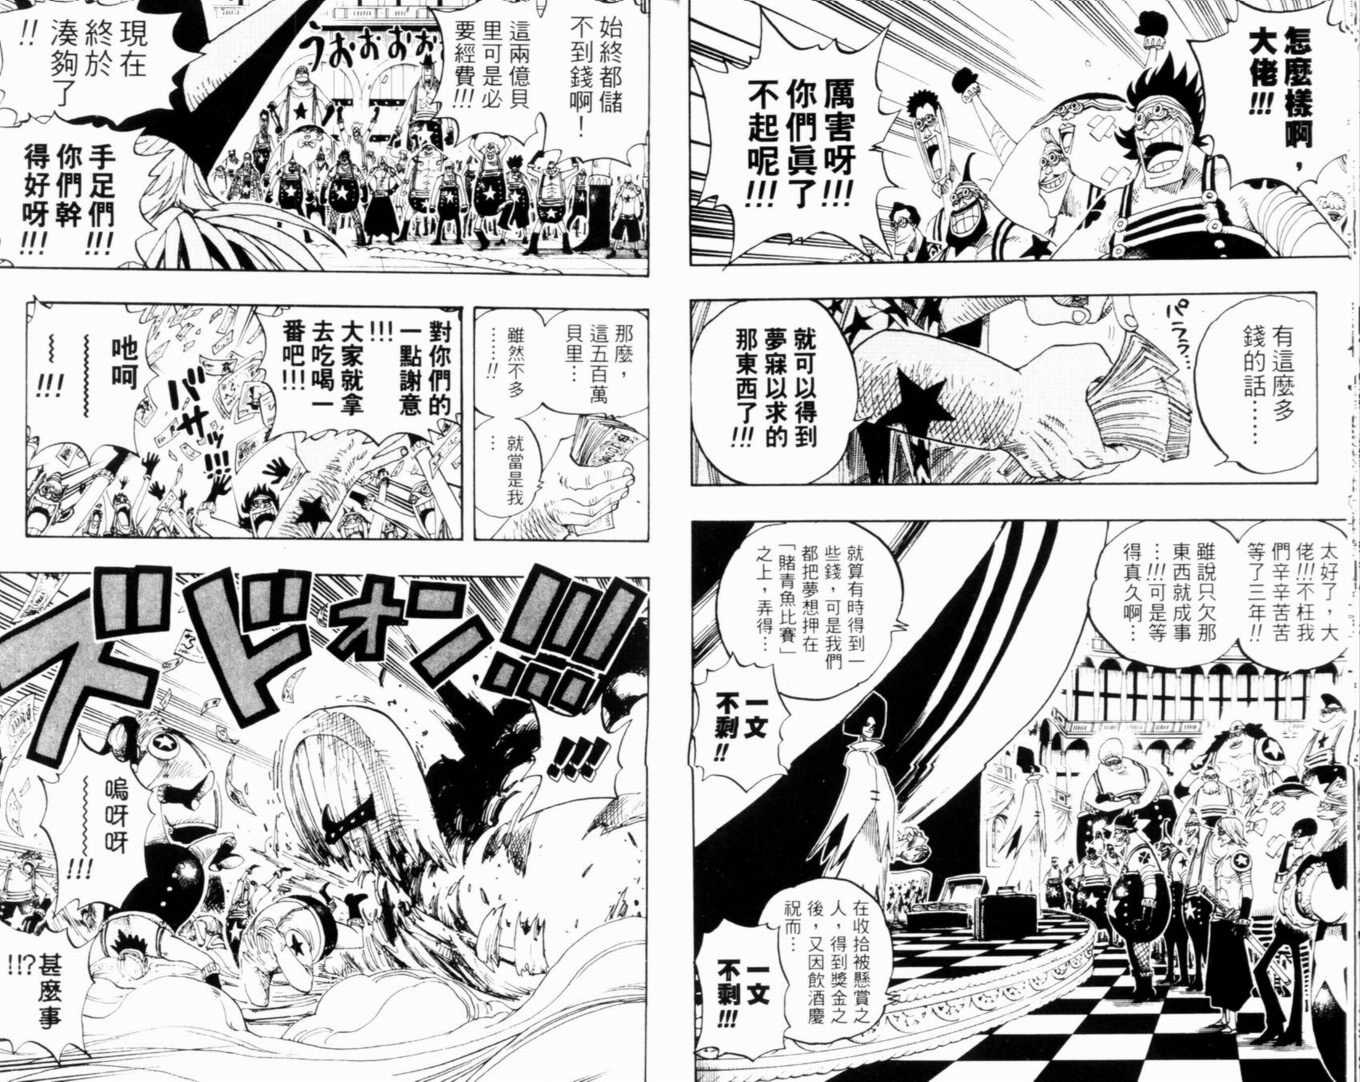 怎麼樣啊，
大佬!!!
厲害呀!!!
你們真了
不起呢!!!
パララ…
有這麼多
錢的話……
就可以得到
夢寐以求的
那東西了!!!
太好了，大
佬!!!不枉我
們辛辛苦苦
等了三年!!
雖說只欠那
東西就成事
…!!!可是等
得真久啊…
就算有時得到一
些錢，可是我們
都把夢想押在
「賭青魚比賽」
之上，弄得…
一文
不剩!!
在收拾被懸賞之
人，得到獎金之
後，又因飲酒慶
祝而…
一文
不剩!!!
始終都儲
不到錢啊！
這兩億貝
里可是必
要經費!!!
うおおおお
現在
終於
湊夠了
!!
手足們!!!
你們幹
得好呀!!!
那麼，
這五百萬
貝里…
雖然不多
…!!
就當是我
…
對你們的
一點謝意
!!!
大家就拿
去吃喝一
番吧!!!
バサッ!!!
吔呵
～～!!!
ズドォン!!!
!!!
嗚呀呀
～～!!!
甚麼事
?!!